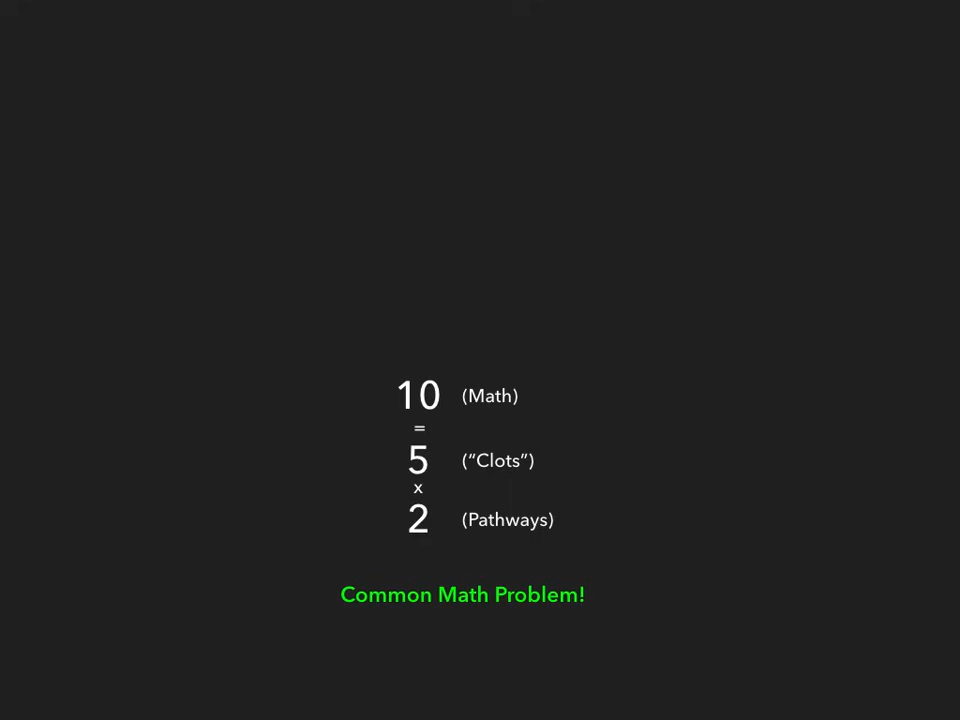 10 (Math)
=
5 (“Clots”)
x
2 (Pathways)
Common Math Problem!